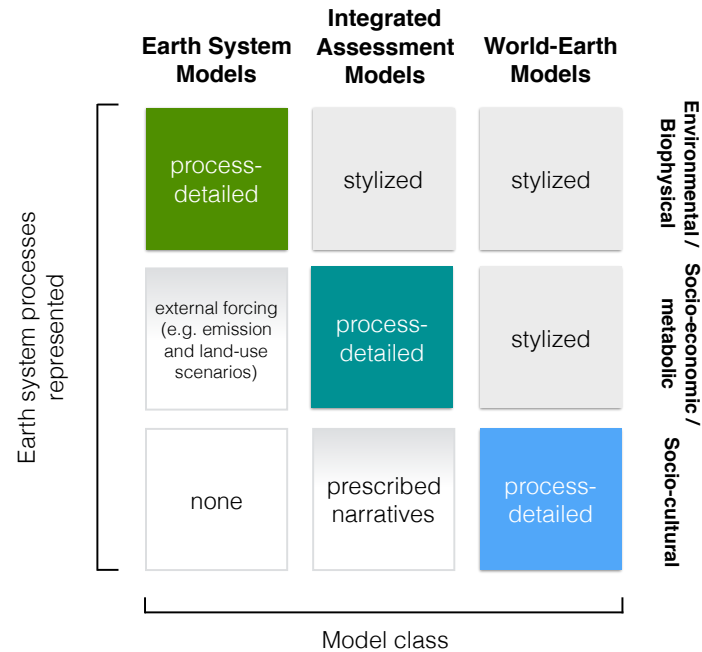 Earth System
Models
Integrated
Assessment
Models
World-Earth
Models
process-
detailed
stylized
stylized
Environmental /
Biophysical
external forcing
(e.g. emission
and land-use
scenarios)
process-
detailed
stylized
Socio-economic /
metabolic
none
prescribed
narratives
process-
detailed
Socio-cultural
Earth system processes
represented
Model class